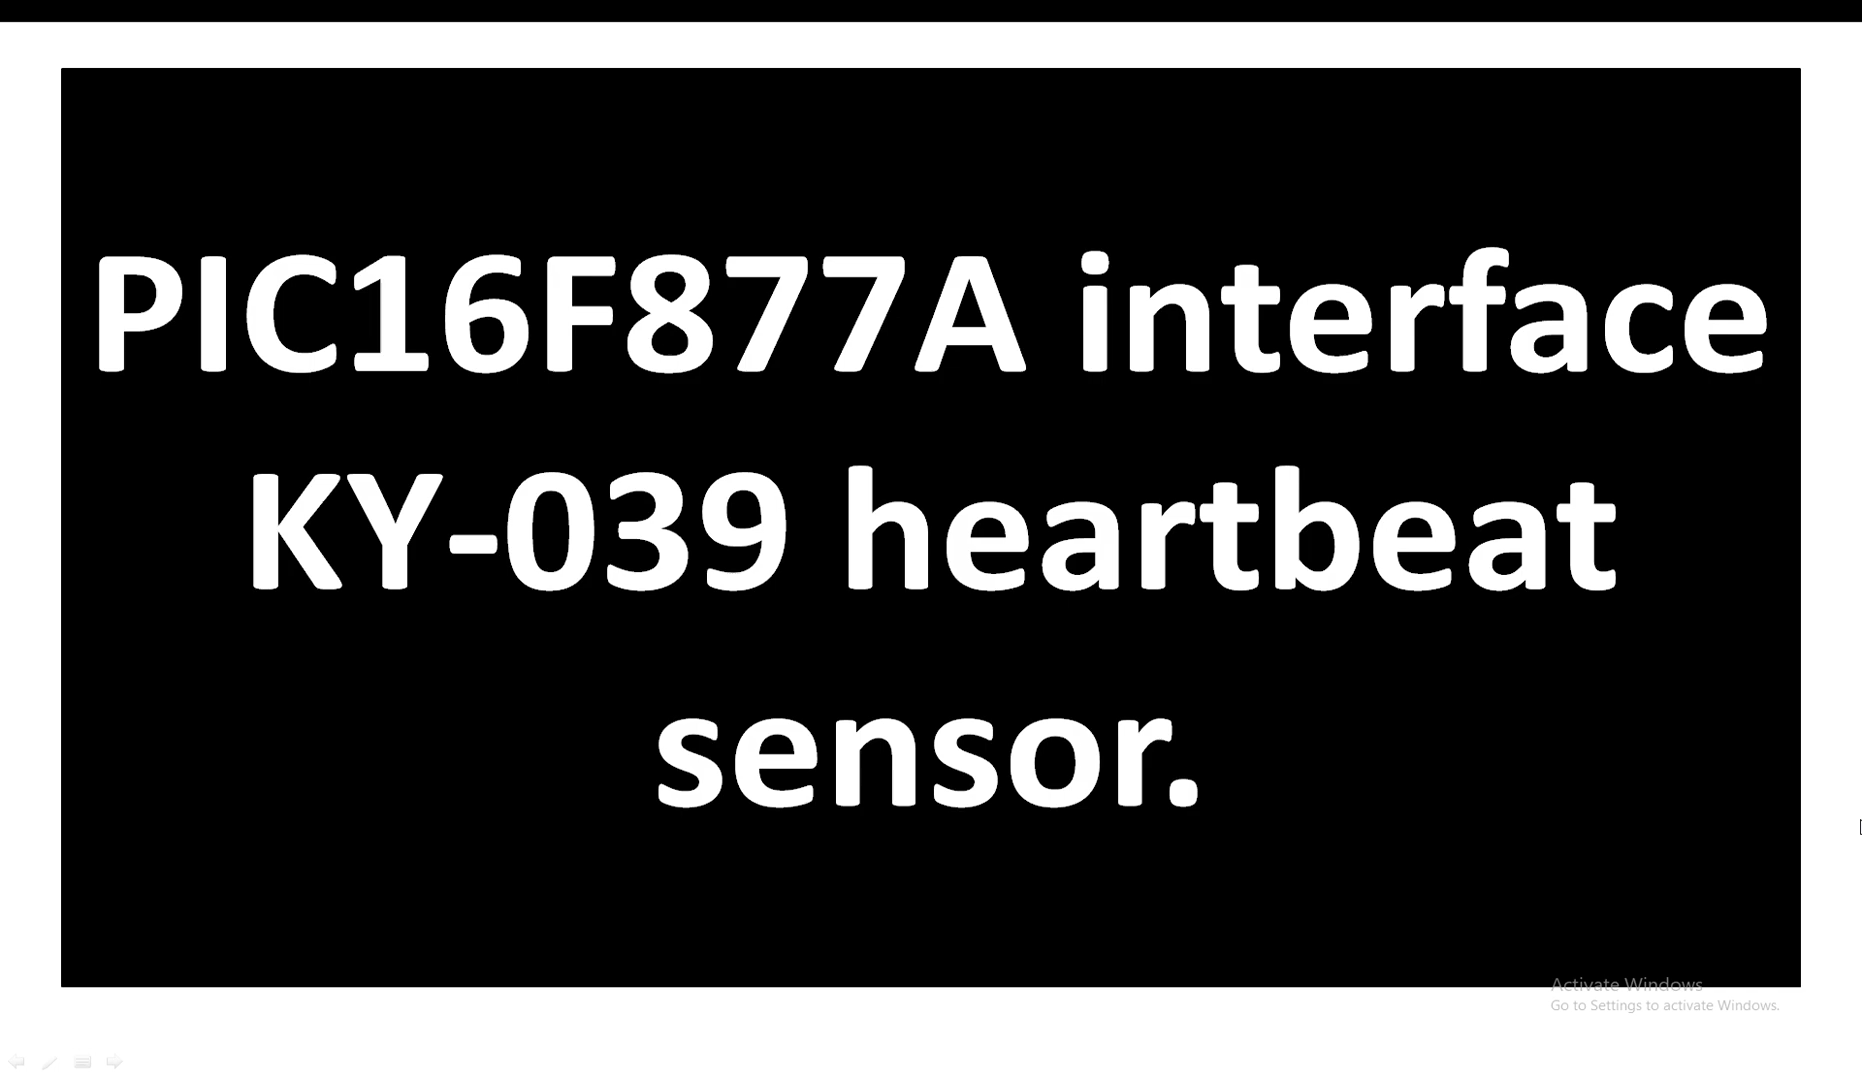 PIC16F877A interface
KY-039 heartbeat
sensor.
Activate Windows
Go to Settings to activate Windows.